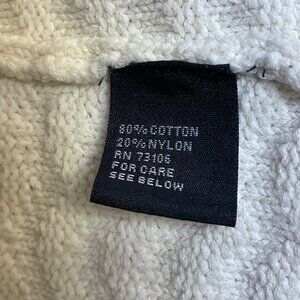 80% COTTON
20% NYLON
RN 73106
FOR CARE
SEE BELOW